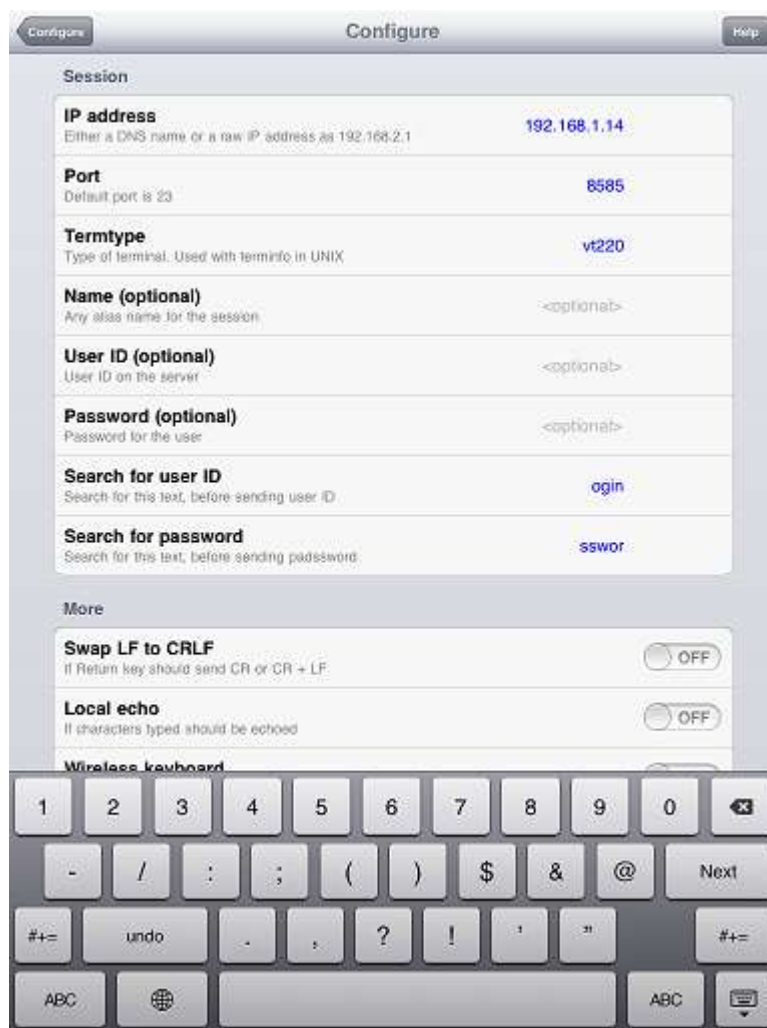 Configure Configure Help
Session
IP address
Either a DNS name or a raw IP address as 192.168.2.1
192.168.1.14
Port
Default port is 23
8585
Termtype
Type of terminal. Used with terminfo in UNIX
vt220
Name (optional)
Any alias name for the session
<optional>
User ID (optional)
User ID on the server
<optional>
Password (optional)
Password for the user
<optional>
Search for user ID
Search for this text, before sending user ID
ogin
Search for password
Search for this text, before sending padssword
sswor
More
Swap LF to CRLF
If Return key should send CR or CR + LF
OFF
Local echo
If characters typed should be echoed
OFF
Wireless keyboard
1 2 3 4 5 6 7 8 9 0
- / : ; ( ) $ & @ Next
#+= undo . , ? ! ' " #+=
ABC ABC